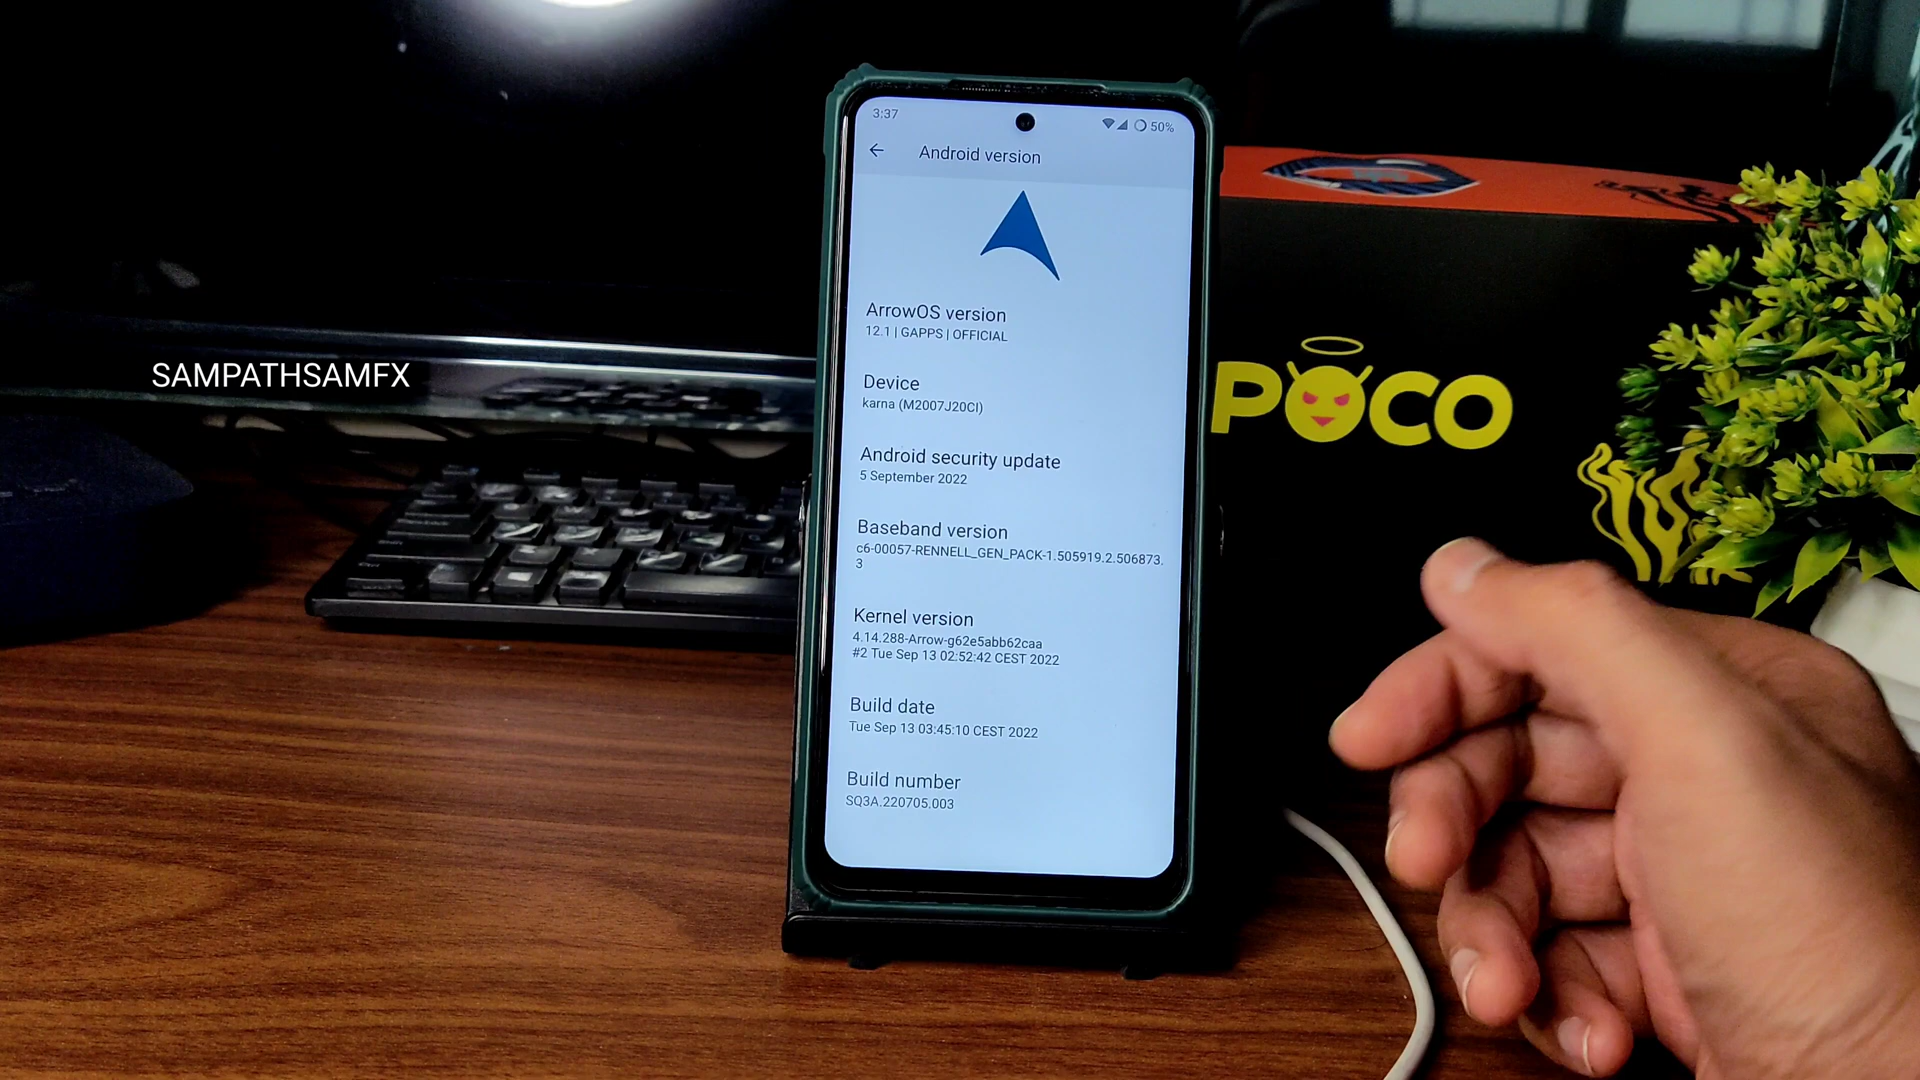 SAMPATHSAMFX
3:37
50%
Android version
ArrowOS version
12.1 | GAPPS | OFFICIAL
Device
karna (M2007J20CI)
Android security update
5 September 2022
Baseband version
c6-00057-RENNELL_GEN_PACK-1.505919.2.506873.
3
Kernel version
4.14.288-Arrow-g62e5abb62caa
#2 Tue Sep 13 02:52:42 CEST 2022
Build date
Tue Sep 13 03:45:10 CEST 2022
Build number
SQ3A.220705.003
POCO